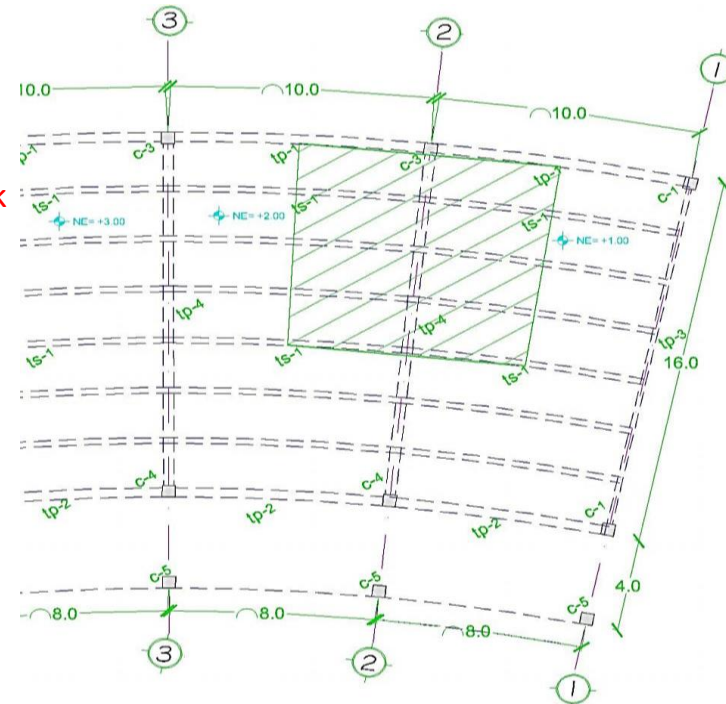 3
2
1
10.0
10.0
10.0
p-1
c-3
tp-1
c-3
tp-1
c-1
k
ts-1
ts-1
ts-1
NE= +3.00
NE= +2.00
NE= +1.00
tp-4
tp-4
tp-3
ts-1
ts-1
ts-1
16.0
c-4
c-4
c-1
tp-2
tp-2
tp-2
c-5
c-5
c-5
4.0
8.0
8.0
8.0
3
2
1